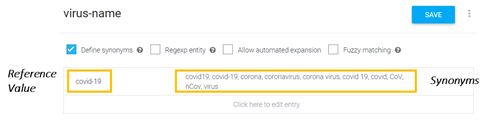 virus-name
SAVE
Define synonyms
Regexp entity
Allow automated expansion
Fuzzy matching
Reference
Value
covid-19
covid19, covid-19, corona, coronavirus, corona virus, covid 19, covid, CoV,
nCov, virus
Synonyms
Click here to edit entry